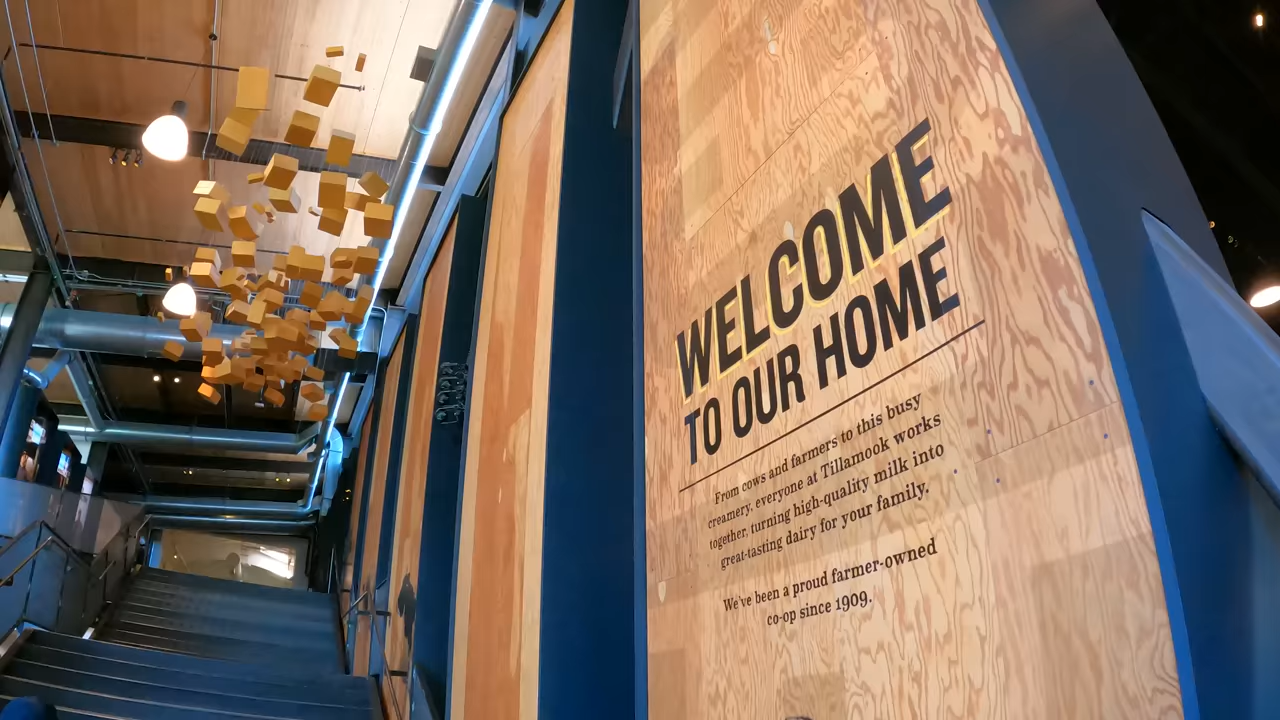 WELCOME
TO OUR HOME
From cows and farmers to this busy
creamery, everyone at Tillamook works
together, turning high-quality milk into
great-tasting dairy for your family.
We've been a proud farmer-owned
co-op since 1909.